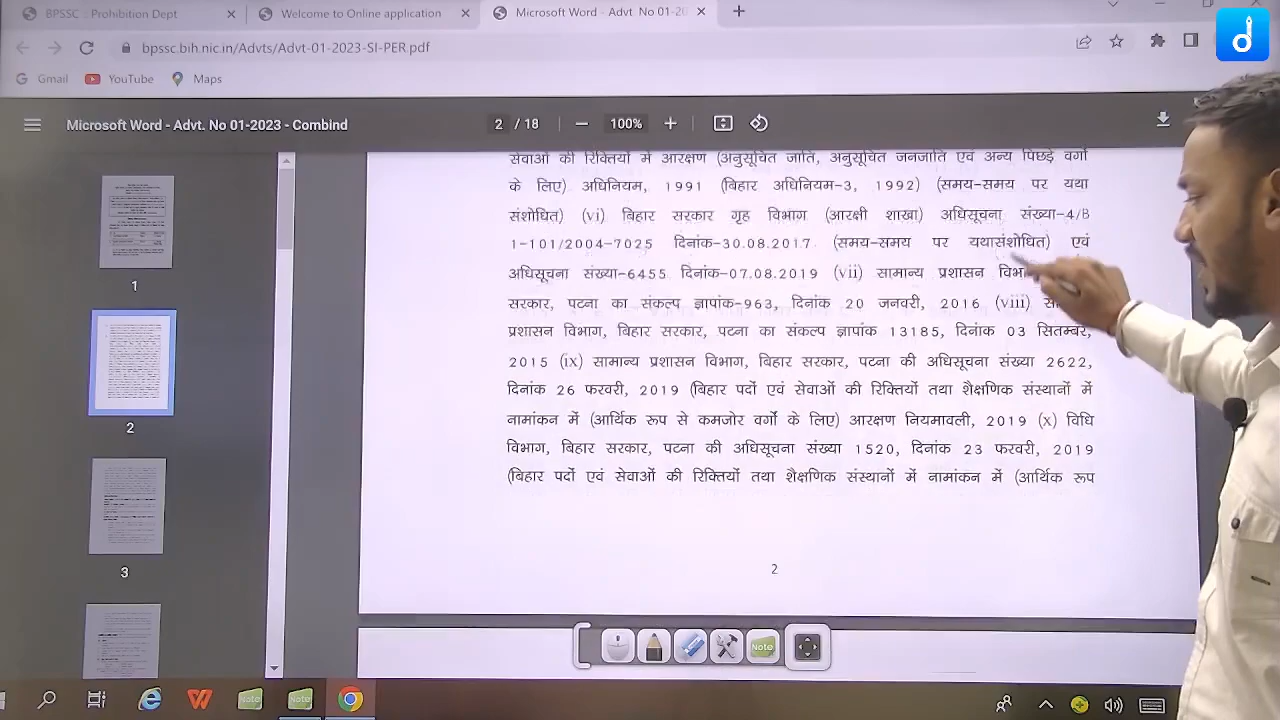 BPSSC :: Prohibition Dept
Welcome to Online application
Microsoft Word - Advt. No 01-20
bpssc.bih.nic.in/Advts/Advt-01-2023-SI-PER.pdf
Gmail YouTube Maps
Microsoft Word - Advt. No 01-2023 - Combind
2 / 18
100%
सेवाओं की रिक्तियों में आरक्षण (अनुसूचित जाति, अनुसूचित जनजाति एवं अन्य पिछड़े वर्गों
के लिए) अधिनियम, 1991 (बिहार अधिनियम-3, 1992) (समय-समय पर यथा
संशोधित) (vi) बिहार सरकार गृह विभाग (आरक्षी शाखा) अधिसूचना संख्या-4/B
1-101/2004-7025 दिनांक-30.08.2017 (समय-समय पर यथासंशोधित) एवं
अधिसूचना संख्या-6455 दिनांक-07.08.2019 (vii) सामान्य प्रशासन
सरकार, पटना का संकल्प ज्ञापांक-963, दिनांक 20 जनवरी, 2016 (viii)
प्रशासन विभाग, बिहार सरकार, पटना का संकल्प ज्ञापांक 13185, दिनांक 03 सितम्बर,
(ix) सामान्य प्रशासन विभाग, बिहार सरकार, पटना की अधिसूचना संख्या 2622,
दिनांक 26 फरवरी, 2019 (बिहार पदों एवं सेवाओं की रिक्तियों तथा शैक्षणिक संस्थानों में
नामांकन में (आर्थिक रूप से कमजोर वर्गों के लिए) आरक्षण नियमावली, 2019 (x) विधि
विभाग, बिहार सरकार, पटना की अधिसूचना संख्या 1520, दिनांक 23 फरवरी, 2019
(बिहार पदों एवं सेवाओं की रिक्तियों तथा शैक्षणिक संस्थानों में नामांकन में (आर्थिक रूप
2
1
2
3
Note
Note
Note